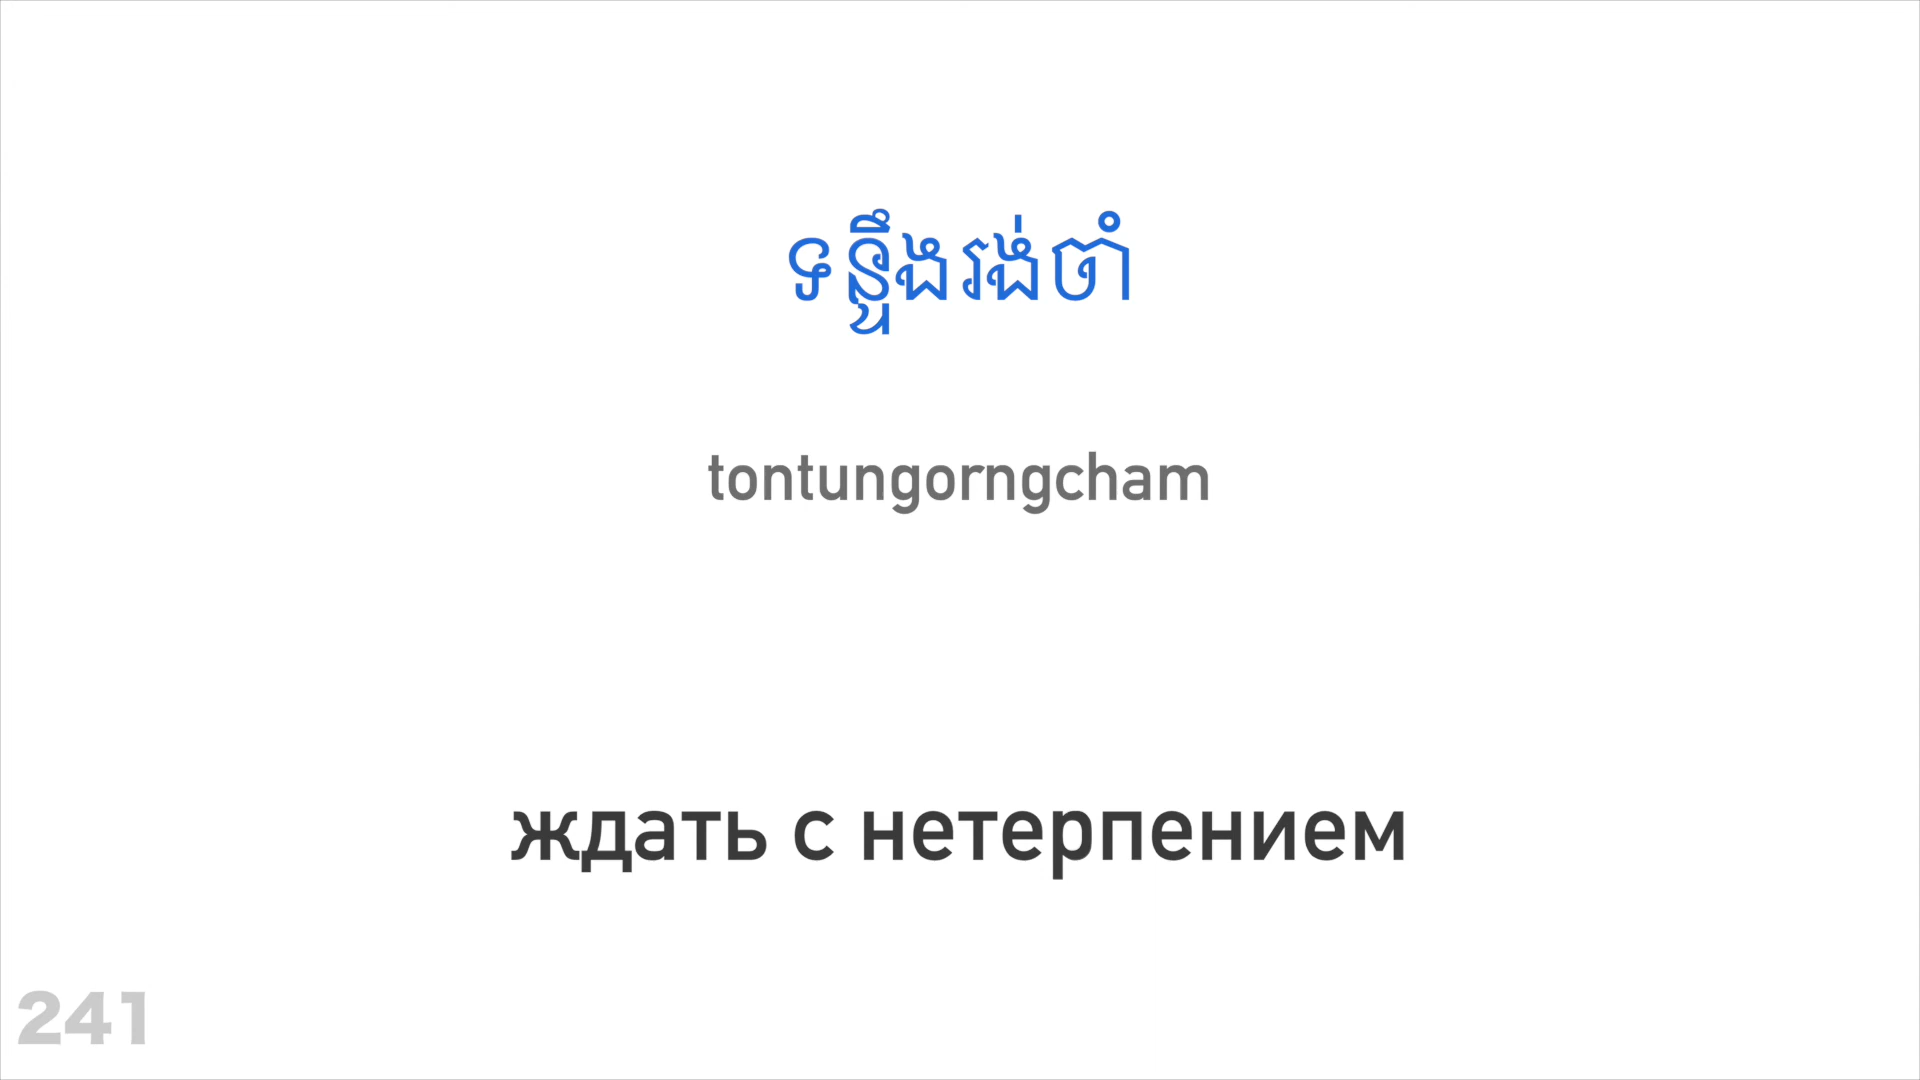 ទន្ទឹងរង់ចាំ
tontungorngcham
ждать с нетерпением
241